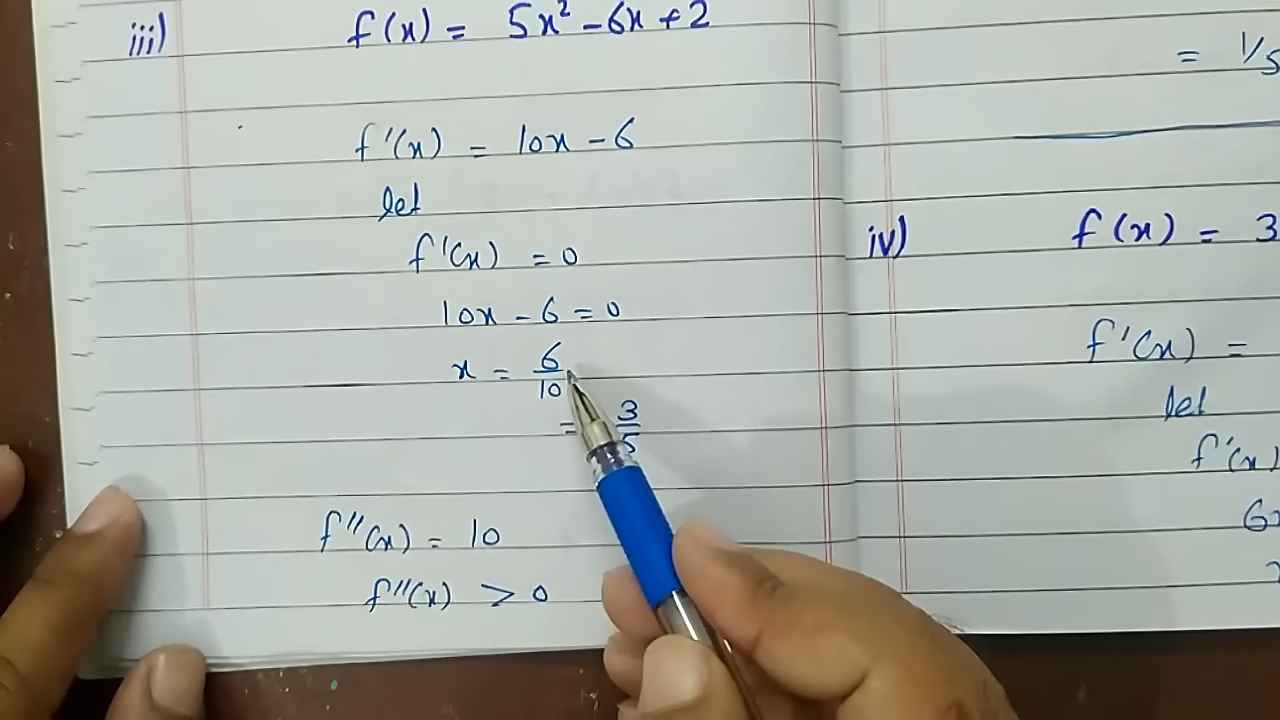 iii) f(x) = 5x² - 6x + 2
f'(x) = 10x - 6
let
f'(x) = 0
10x - 6 = 0
x = 6/10
= 3/5
f''(x) = 10
f''(x) > 0
= 1/5
iv) f(x) = 3
f'(x) =
let
f'(x)